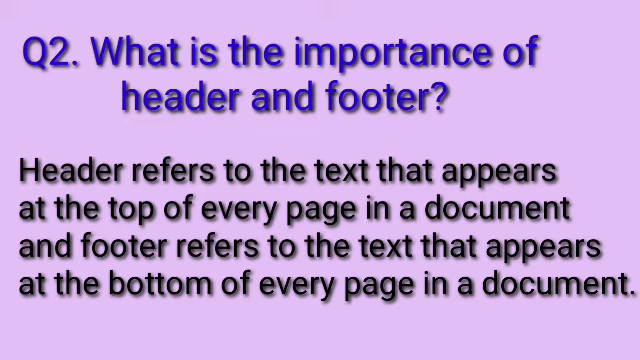 Q2. What is the importance of
header and footer?
Header refers to the text that appears
at the top of every page in a document
and footer refers to the text that appears
at the bottom of every page in a document.